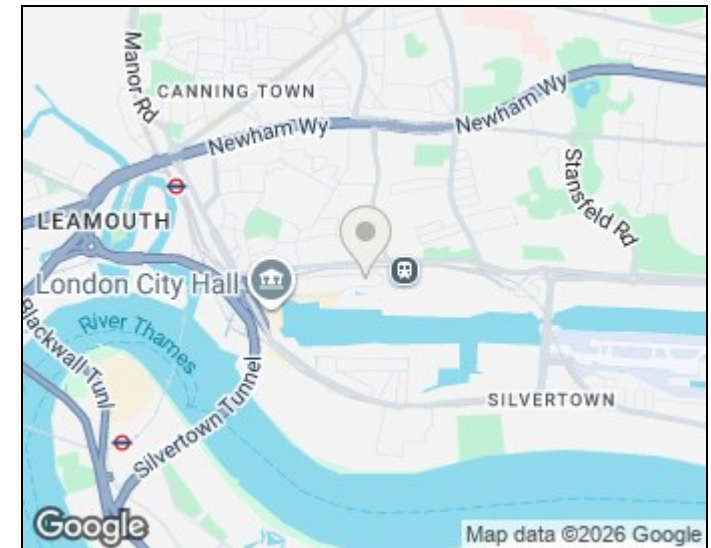 Manor Rd
CANNING TOWN
Newham Wy
Newham Wy
Stansfeld Rd
LEAMOUTH
London City Hall
Blackwall Tunl
River Thames
Silvertown Tunnel
SILVERTOWN
Google
Map data ©2026 Google